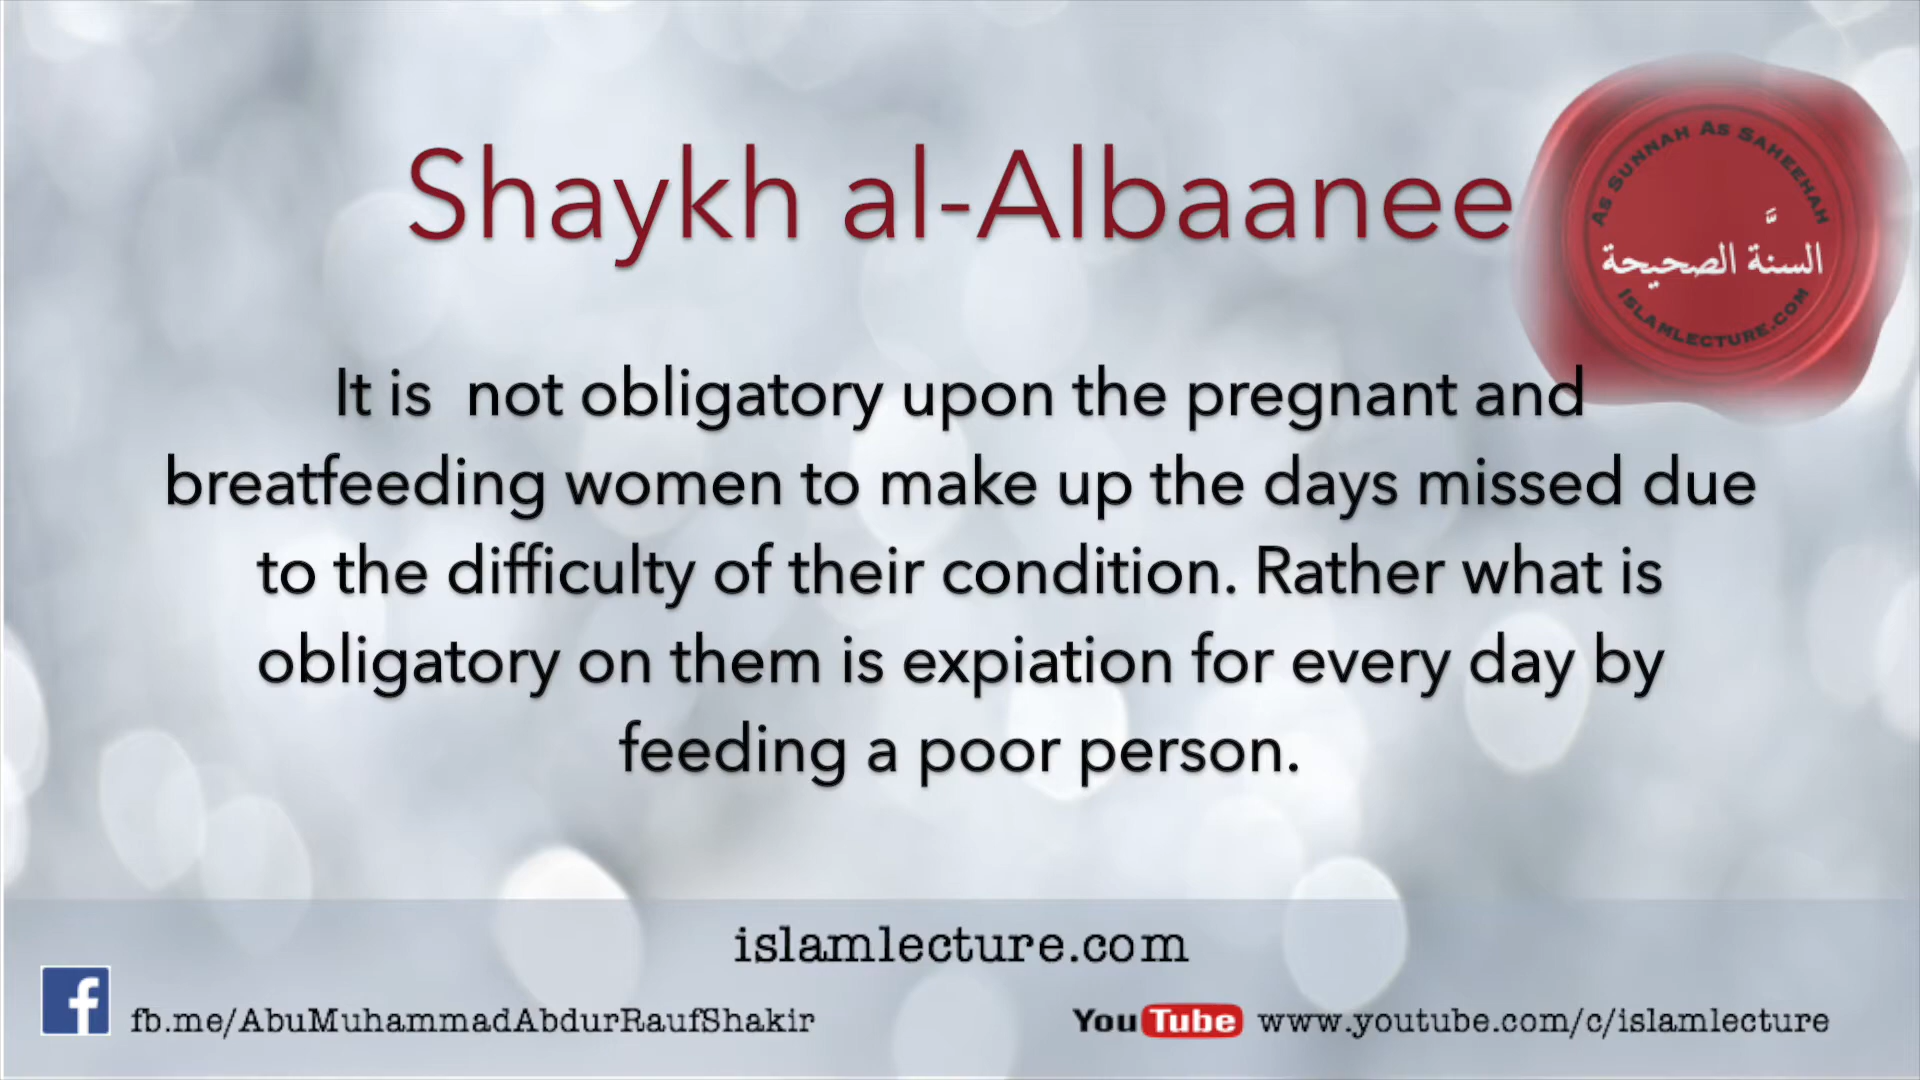 Shaykh al-Albaanee
As Sunnah As Saheehah
السنَّة الصحيحة
Islamlecture.com
It is not obligatory upon the pregnant and
breatfeeding women to make up the days missed due
to the difficulty of their condition. Rather what is
obligatory on them is expiation for every day by
feeding a poor person.
islamlecture.com
f fb.me/AbuMuhammadAbdurRaufShakir
YouTube www.youtube.com/c/islamlecture